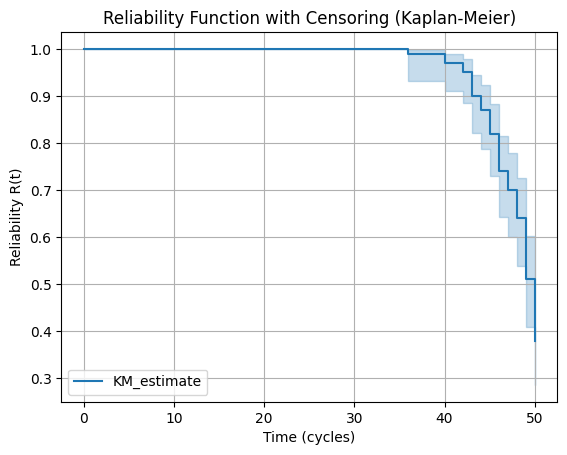 Reliability Function with Censoring (Kaplan-Meier)
Reliability R(t)
1.0
0.9
0.8
0.7
0.6
0.5
0.4
0.3
KM_estimate
0 10 20 30 40 50
Time (cycles)